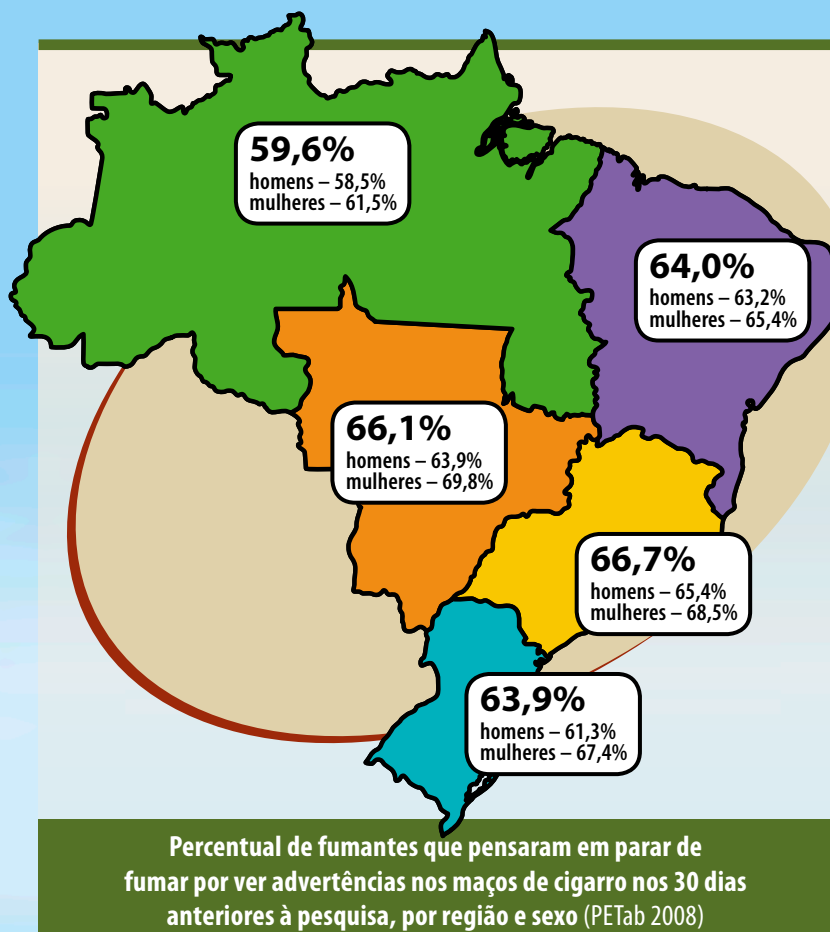 59,6%
homens – 58,5%
mulheres – 61,5%
64,0%
homens – 63,2%
mulheres – 65,4%
66,1%
homens – 63,9%
mulheres – 69,8%
66,7%
homens – 65,4%
mulheres – 68,5%
63,9%
homens – 61,3%
mulheres – 67,4%
Percentual de fumantes que pensaram em parar de
fumar por ver advertências nos maços de cigarro nos 30 dias
anteriores à pesquisa, por região e sexo (PETab 2008)